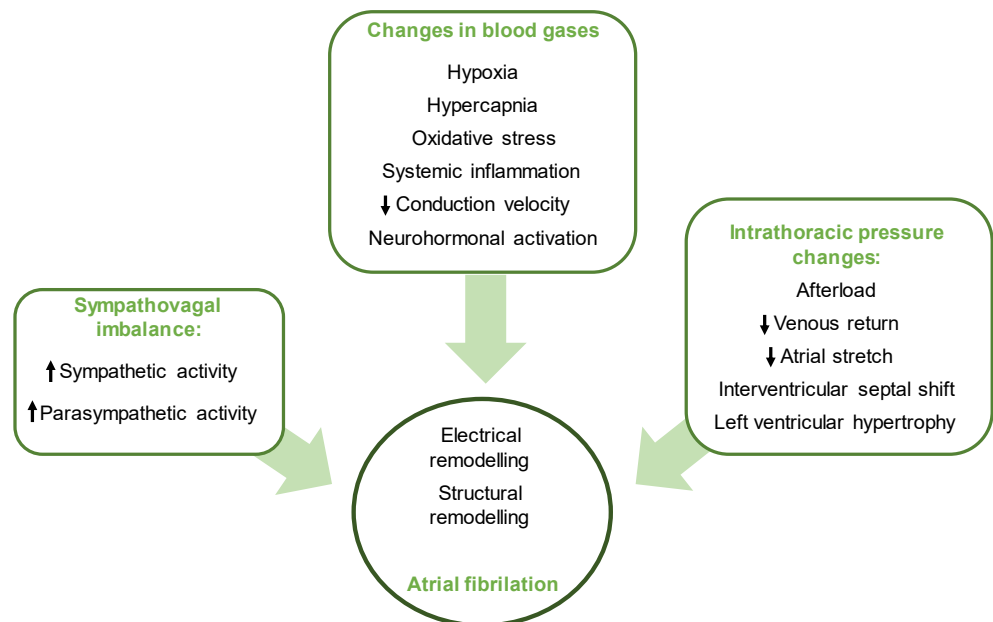 Changes in blood gases
Hypoxia
Hypercapnia
Oxidative stress
Systemic inflammation
↓ Conduction velocity
Neurohormonal activation
Sympathovagal
imbalance:
↑ Sympathetic activity
↑ Parasympathetic activity
Intrathoracic pressure
changes:
Afterload
↓ Venous return
↓ Atrial stretch
Interventricular septal shift
Left ventricular hypertrophy
Electrical
remodelling
Structural
remodelling
Atrial fibrilation